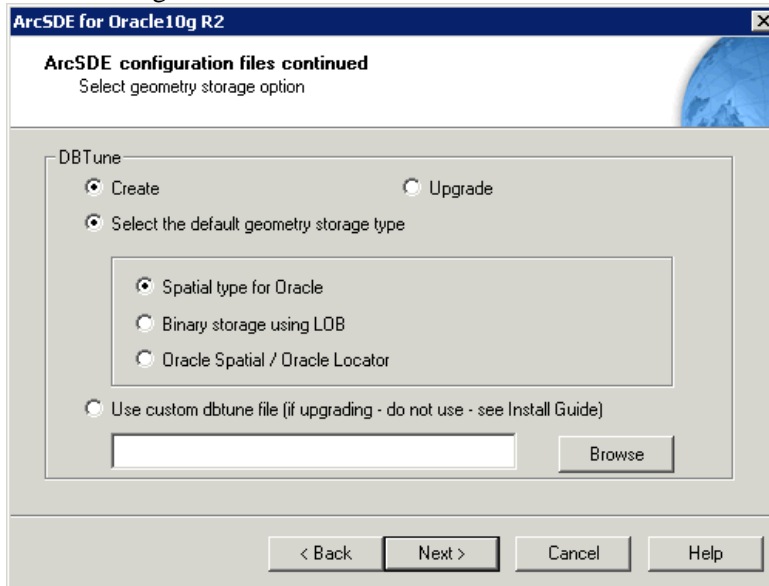 ArcSDE for Oracle10g R2
ArcSDE configuration files continued
Select geometry storage option
DBTune
Create Upgrade
Select the default geometry storage type
Spatial type for Oracle
Binary storage using LOB
Oracle Spatial / Oracle Locator
Use custom dbtune file (if upgrading - do not use - see Install Guide)
Browse
< Back Next > Cancel Help